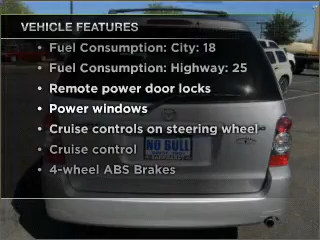 VEHICLE FEATURES
• Fuel Consumption: City: 18
• Fuel Consumption: Highway: 25
• Remote power door locks
• Power windows
• Cruise controls on steering wheel
• Cruise control
• 4-wheel ABS Brakes
NO BULL